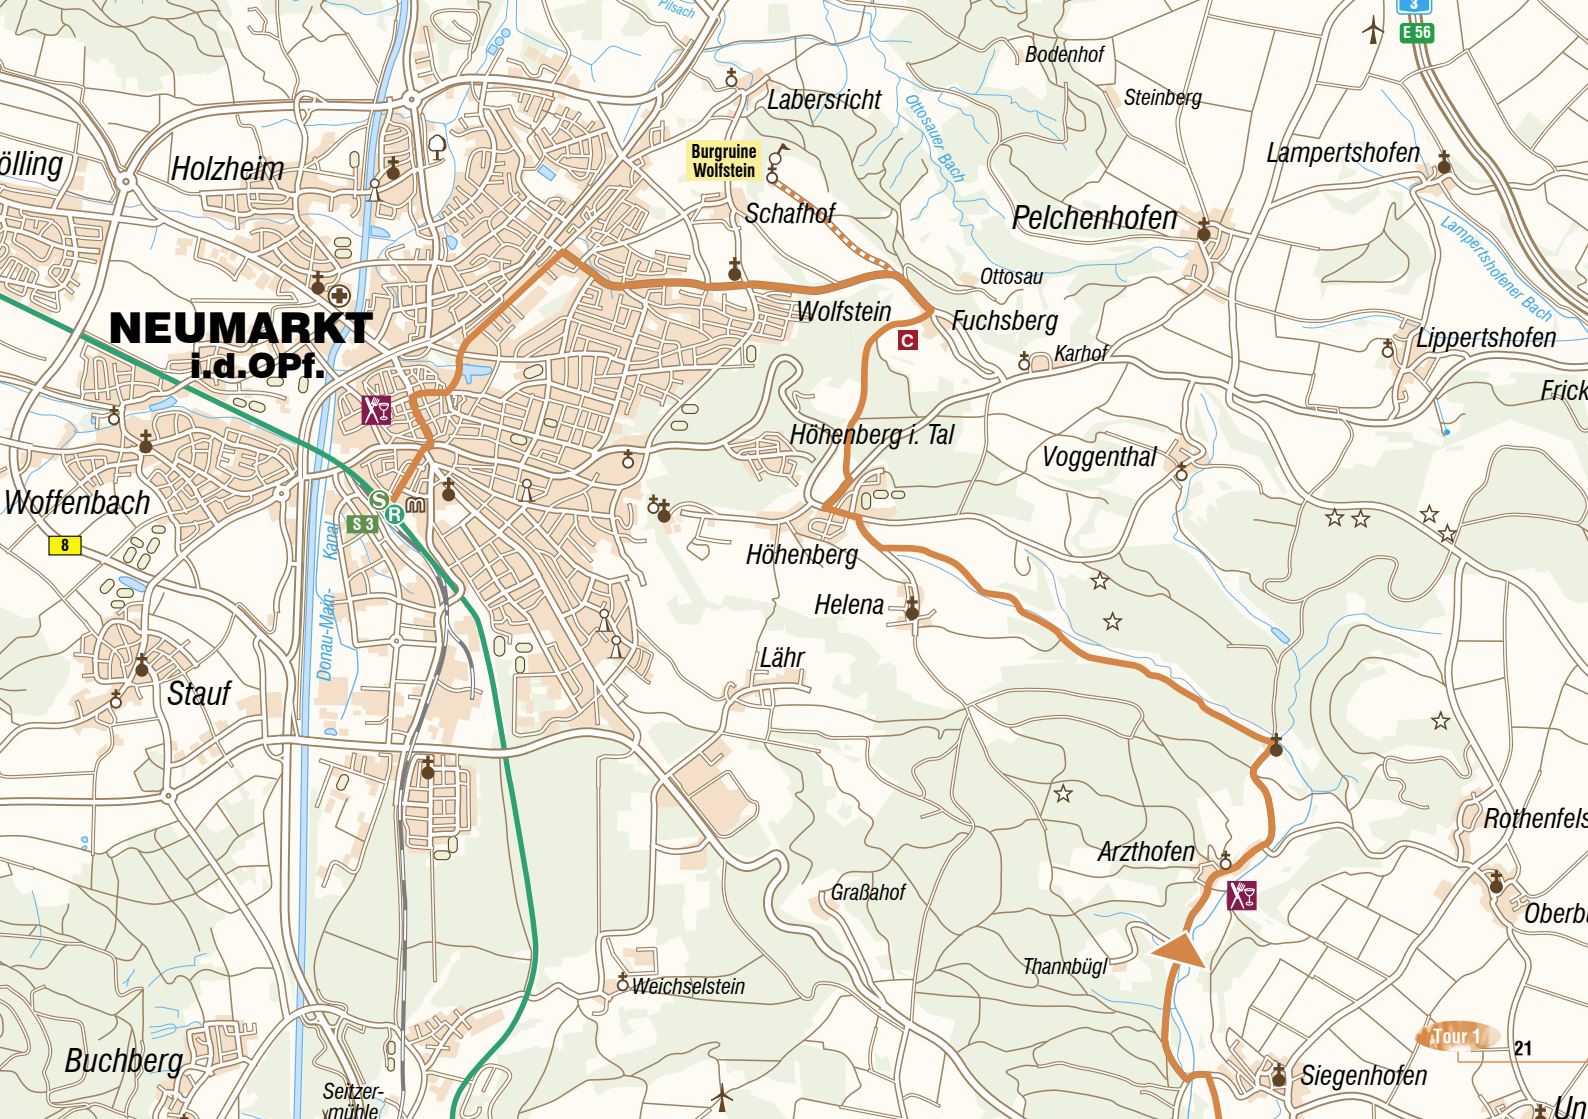 Pilsach
3
E 56
Bodenhof
Steinberg
Labersricht
Ottosauer Bach
Burgruine
Wolfstein
ölling
Holzheim
Lampertshofen
Schafhof
Pelchenhofen
Lampertshofener Bach
Ottosau
NEUMARKT
i.d.OPf.
Wolfstein
Fuchsberg
C
Karhof
Lippertshofen
Frick
Höhenberg i. Tal
Voggenthal
Woffenbach
S
R
S 3
8
Donau-Main-Kanal
Höhenberg
Helena
Lähr
Stauf
Rothenfels
Arzthofen
Graßahof
Oberbu
Thannbügl
Weichselstein
Tour 1
21
Buchberg
Siegenhofen
Seitzer-
mühle
Un